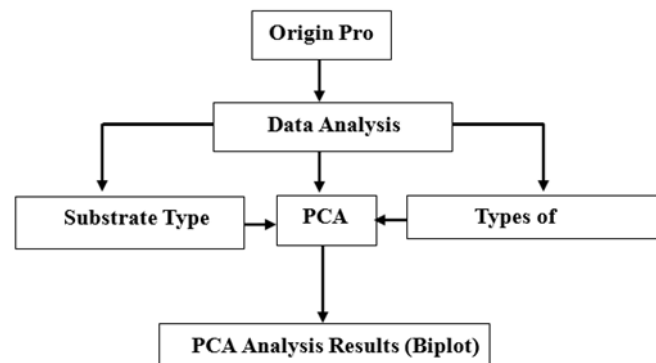 Origin Pro
Data Analysis
Substrate Type
PCA
Types of
PCA Analysis Results (Biplot)